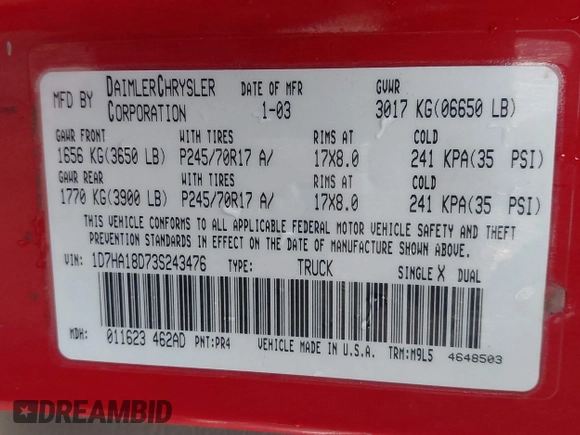 MFD BY DAIMLERCHRYSLER CORPORATION DATE OF MFR 1-03 GVWR 3017 KG(06650 LB)
GAWR FRONT WITH TIRES RIMS AT COLD
1656 KG(3650 LB) P245/70R17 A/ 17X8.0 241 KPA(35 PSI)
GAWR REAR WITH TIRES RIMS AT COLD
1770 KG(3900 LB) P245/70R17 A/ 17X8.0 241 KPA(35 PSI)
THIS VEHICLE CONFORMS TO ALL APPLICABLE FEDERAL MOTOR VEHICLE SAFETY AND THEFT
PREVENTION STANDARDS IN EFFECT ON THE DATE OF MANUFACTURE SHOWN ABOVE.
VIN: 1D7HA18D73S243476 TYPE: TRUCK SINGLE X DUAL
MDH: 011623 462AD PNT:PR4 VEHICLE MADE IN U.S.A. TRM:M9L5 4648503
DREAMBID